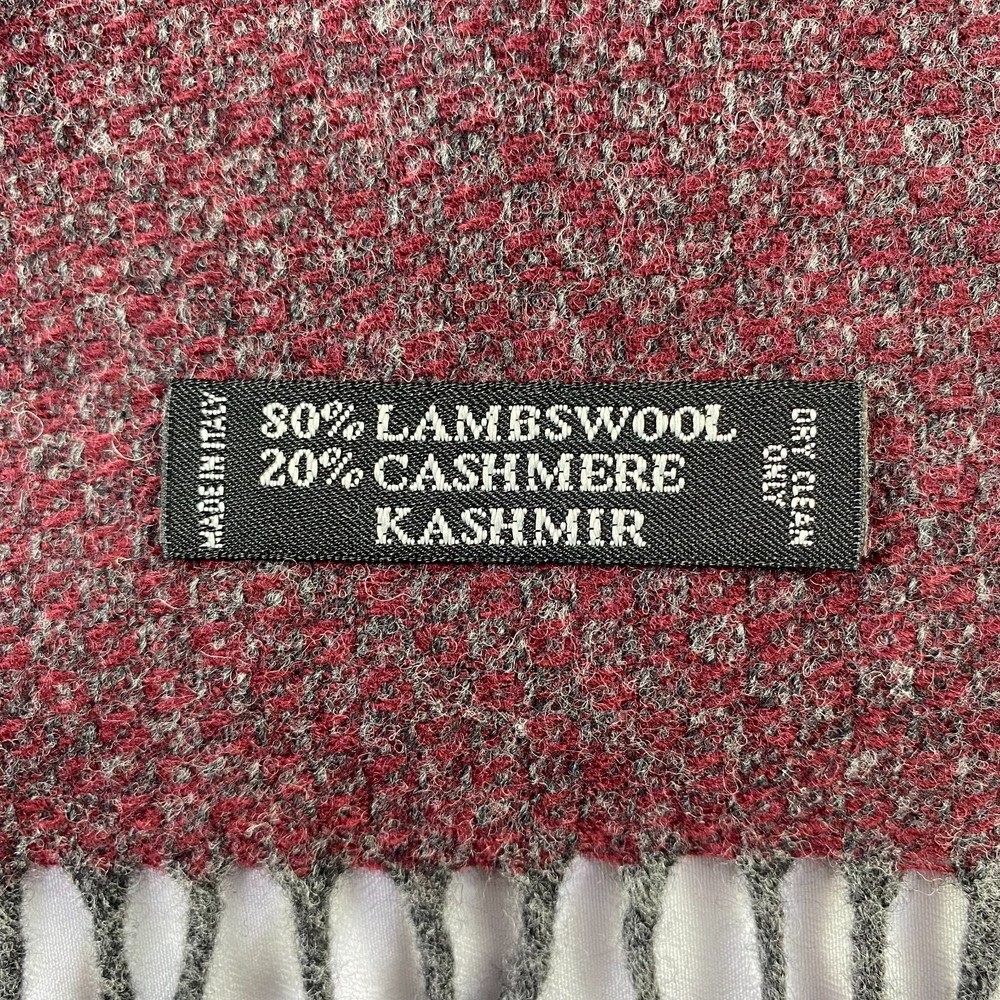 MADE IN ITALY
80% LAMBSWOOL
20% CASHMERE
KASHMIR
DRY CLEAN
ONLY